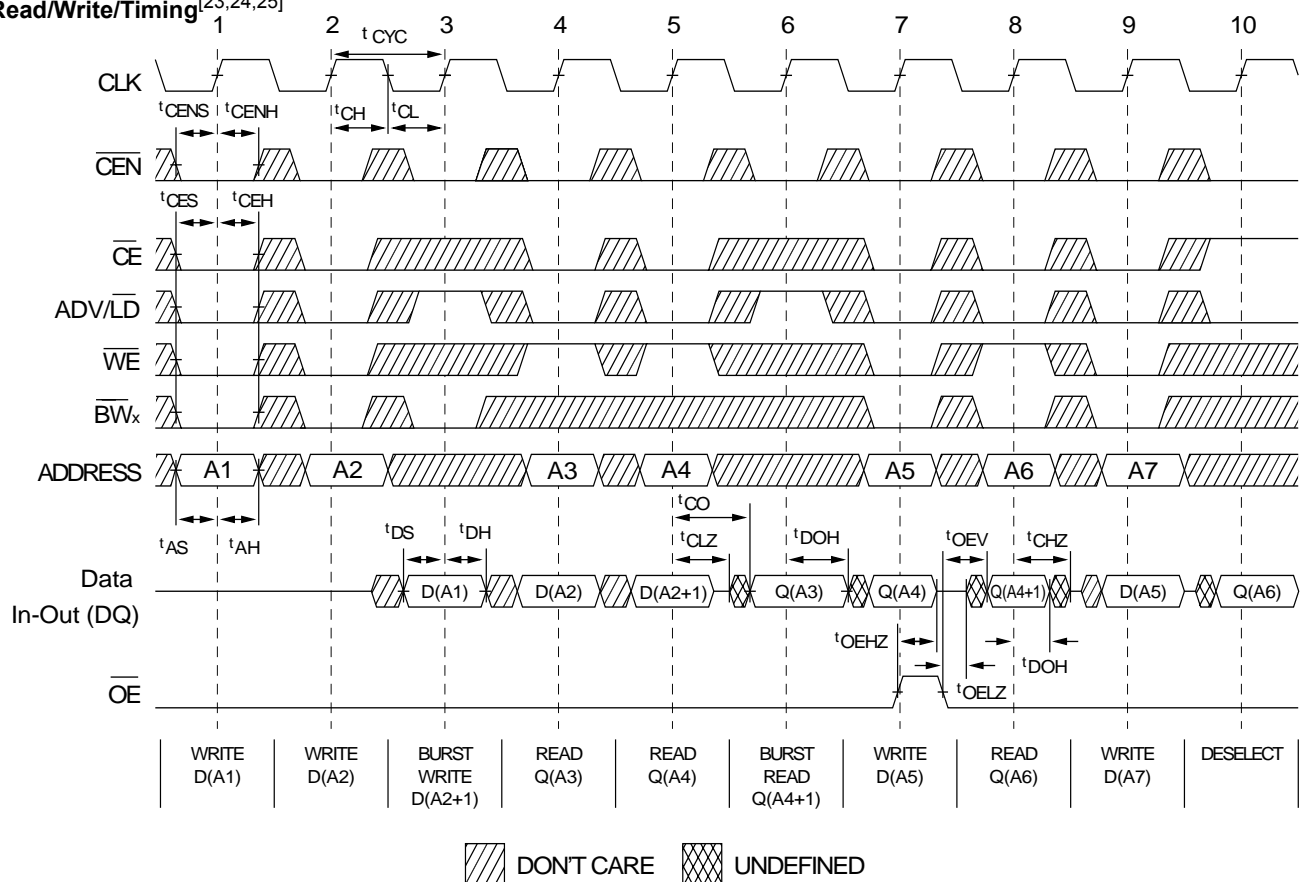 Read/Write/Timing[23,24,25]
1 2 3 4 5 6 7 8 9 10
t CYC
CLK
tCENS tCENH tCH tCL
CEN
tCES tCEH
CE
ADV/LD
WE
BWx
ADDRESS A1 A2 A3 A4 A5 A6 A7
tCO
tAS tAH tDS tDH tCLZ tDOH tOEV tCHZ
Data
In-Out (DQ)
D(A1) D(A2) D(A2+1) Q(A3) Q(A4) Q(A4+1) D(A5) Q(A6)
tOEHZ tDOH
tOELZ
OE
WRITE
D(A1)
WRITE
D(A2)
BURST
WRITE
D(A2+1)
READ
Q(A3)
READ
Q(A4)
BURST
READ
Q(A4+1)
WRITE
D(A5)
READ
Q(A6)
WRITE
D(A7)
DESELECT
DON'T CARE UNDEFINED